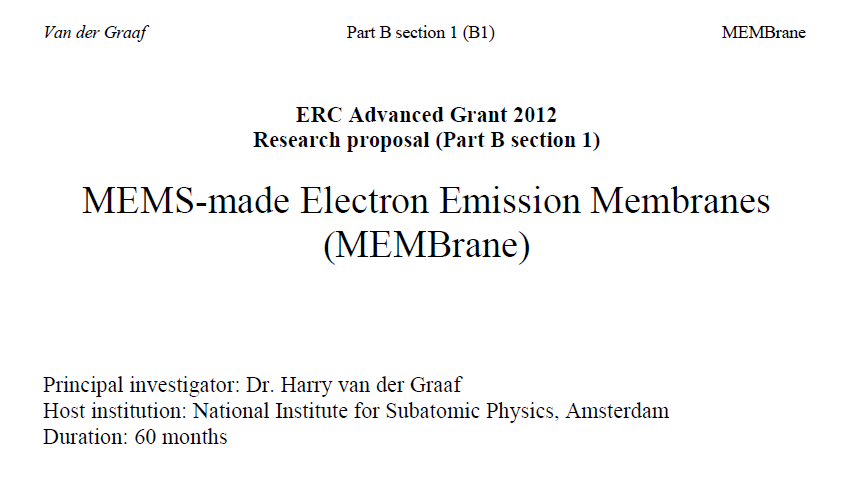 Van der Graaf Part B section 1 (B1) MEMBrane
ERC Advanced Grant 2012
Research proposal (Part B section 1)
MEMS-made Electron Emission Membranes
(MEMBrane)
Principal investigator: Dr. Harry van der Graaf
Host institution: National Institute for Subatomic Physics, Amsterdam
Duration: 60 months